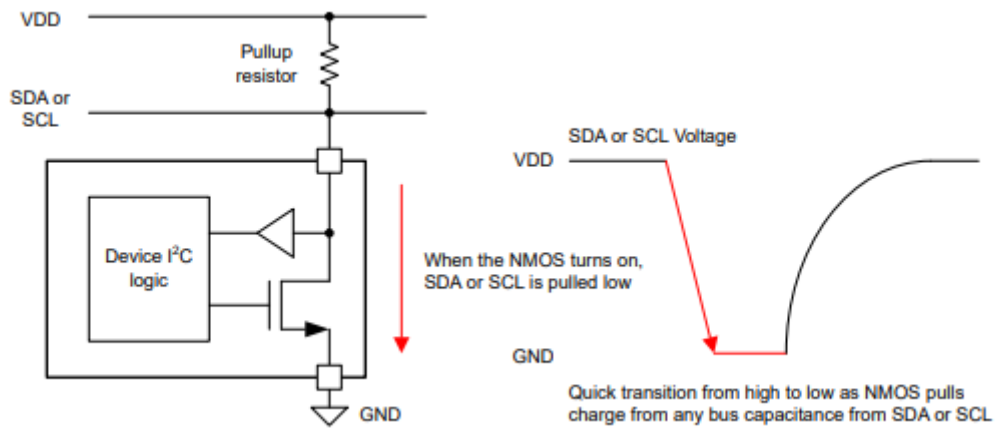 VDD
Pullup
resistor
SDA or
SCL
Device I²C
logic
When the NMOS turns on,
SDA or SCL is pulled low
GND
SDA or SCL Voltage
VDD
GND
Quick transition from high to low as NMOS pulls
charge from any bus capacitance from SDA or SCL